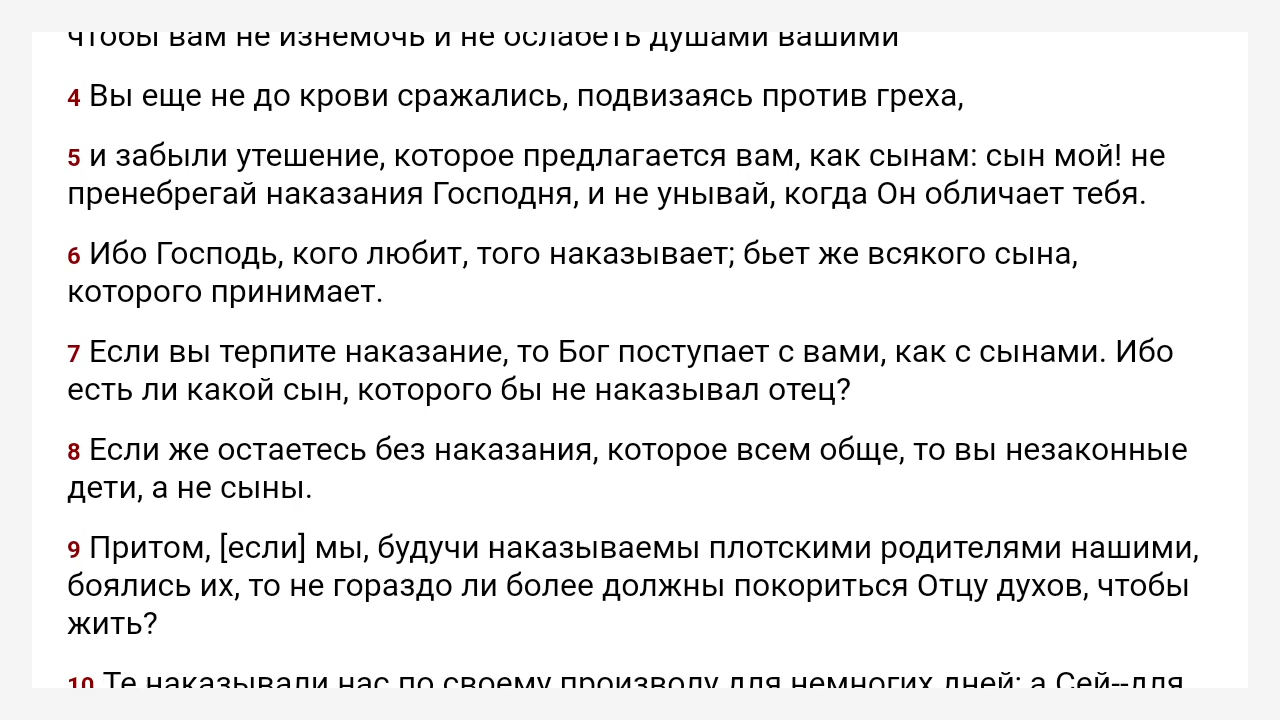 чтобы вам не изнемочь и не ослабеть душами вашими
4 Вы еще не до крови сражались, подвизаясь против греха,
5 и забыли утешение, которое предлагается вам, как сынам: сын мой! не
пренебрегай наказания Господня, и не унывай, когда Он обличает тебя.
6 Ибо Господь, кого любит, того наказывает; бьет же всякого сына,
которого принимает.
7 Если вы терпите наказание, то Бог поступает с вами, как с сынами. Ибо
есть ли какой сын, которого бы не наказывал отец?
8 Если же остаетесь без наказания, которое всем обще, то вы незаконные
дети, а не сыны.
9 Притом, [если] мы, будучи наказываемы плотскими родителями нашими,
боялись их, то не гораздо ли более должны покориться Отцу духов, чтобы
жить?
10 Те наказывали нас по своему произволу для немногих дней; а Сей--для